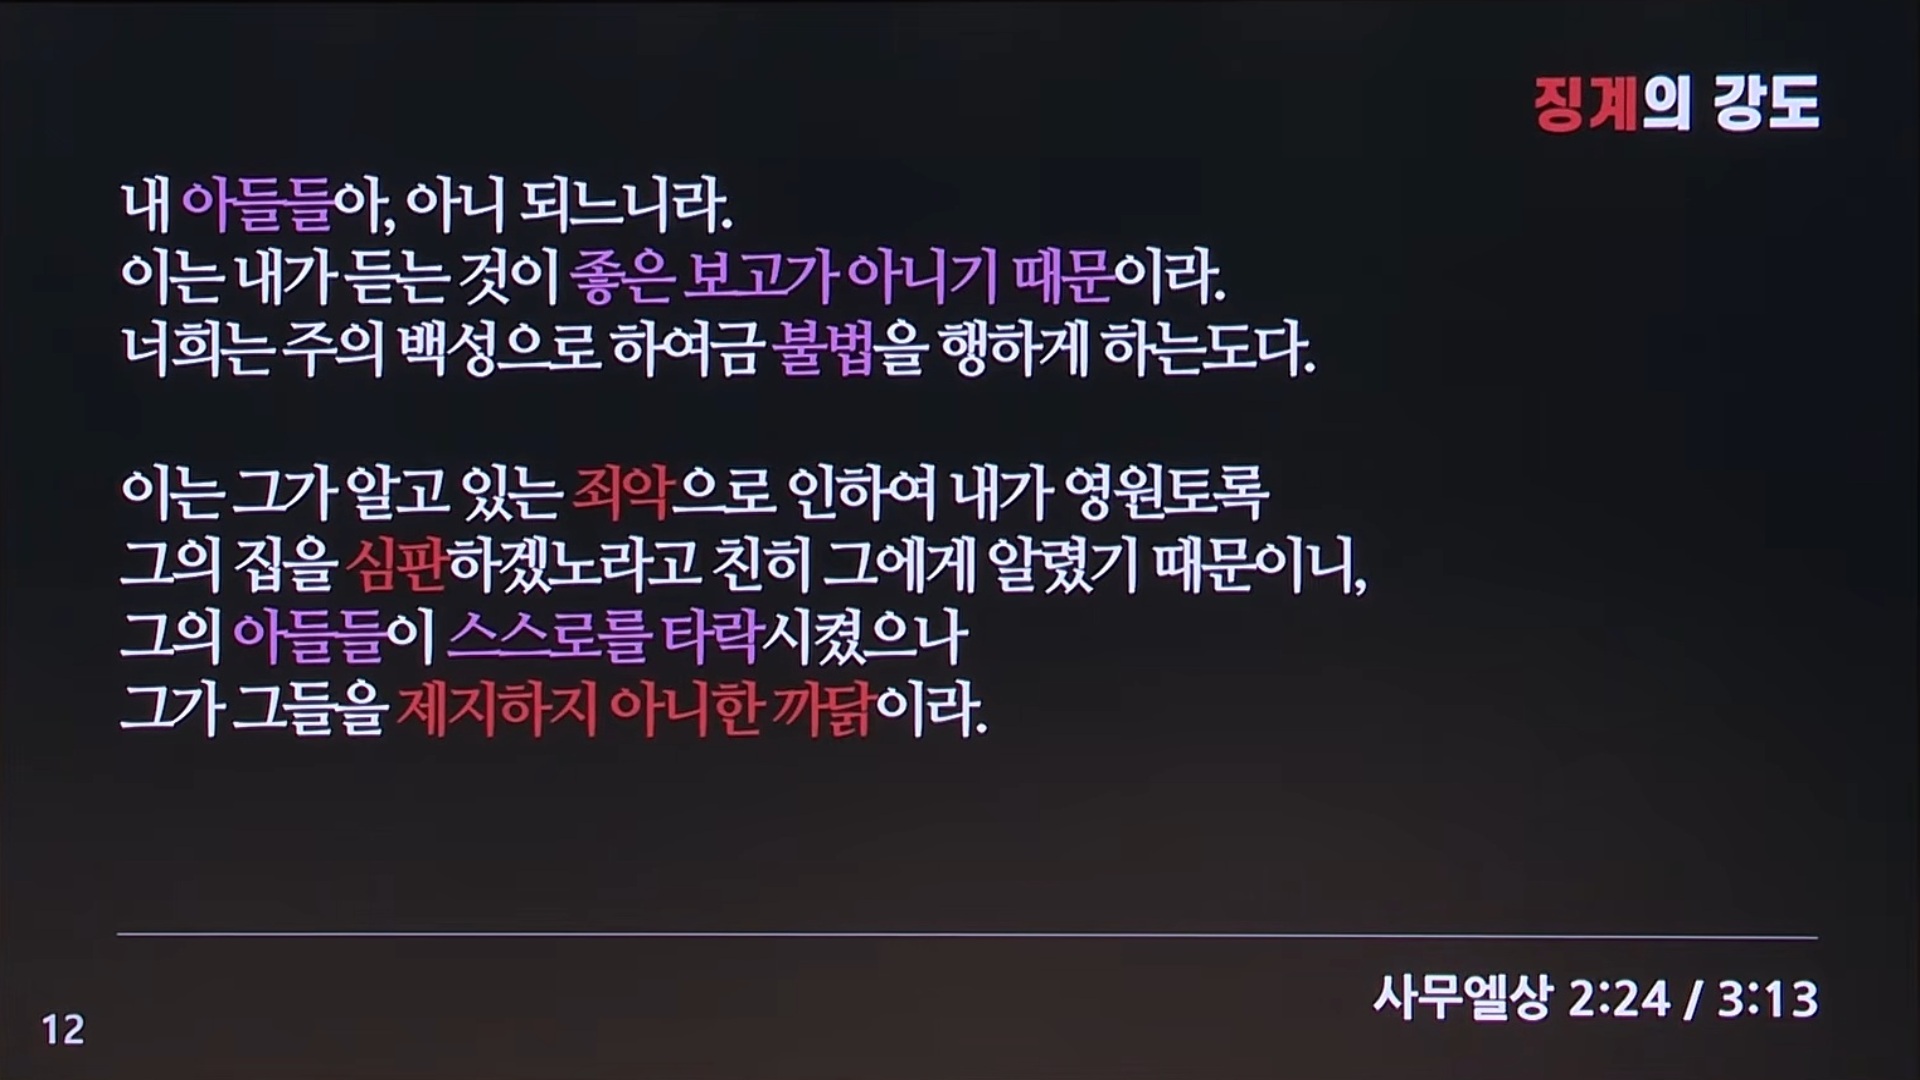 징계의 강도
내 아들들아, 아니 되느니라.
이는 내가 듣는 것이 좋은 보고가 아니기 때문이라.
너희는 주의 백성으로 하여금 불법을 행하게 하는도다.
이는 그가 알고 있는 죄악으로 인하여 내가 영원토록
그의 집을 심판하겠노라고 친히 그에게 알렸기 때문이니,
그의 아들들이 스스로를 타락시켰으나
그가 그들을 제지하지 아니한 까닭이라.
사무엘상 2:24 / 3:13
12